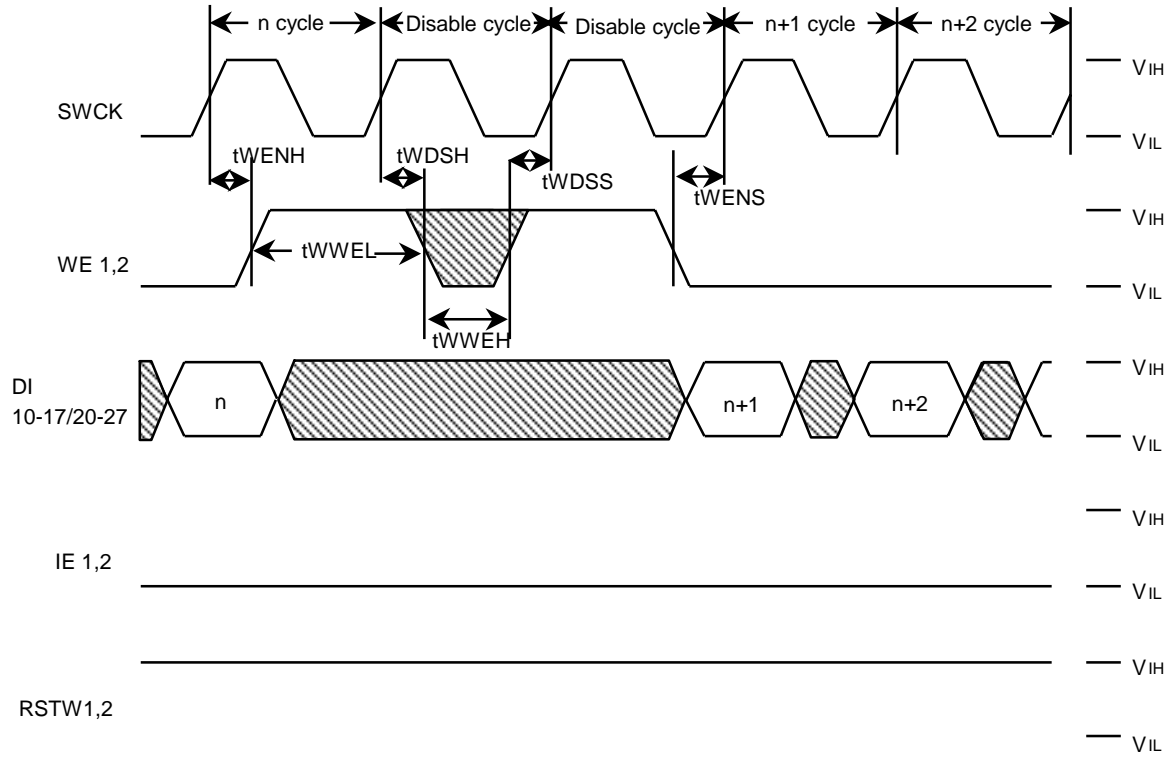 n cycle Disable cycle Disable cycle n+1 cycle n+2 cycle
VIH
SWCK
VIL
tWENH tWDSH tWDSS tWENS
VIH
WE 1,2 tWWEL
VIL
tWWEH
VIH
DI
10-17/20-27 n n+1 n+2
VIL
VIH
IE 1,2
VIL
VIH
RSTW1,2
VIL